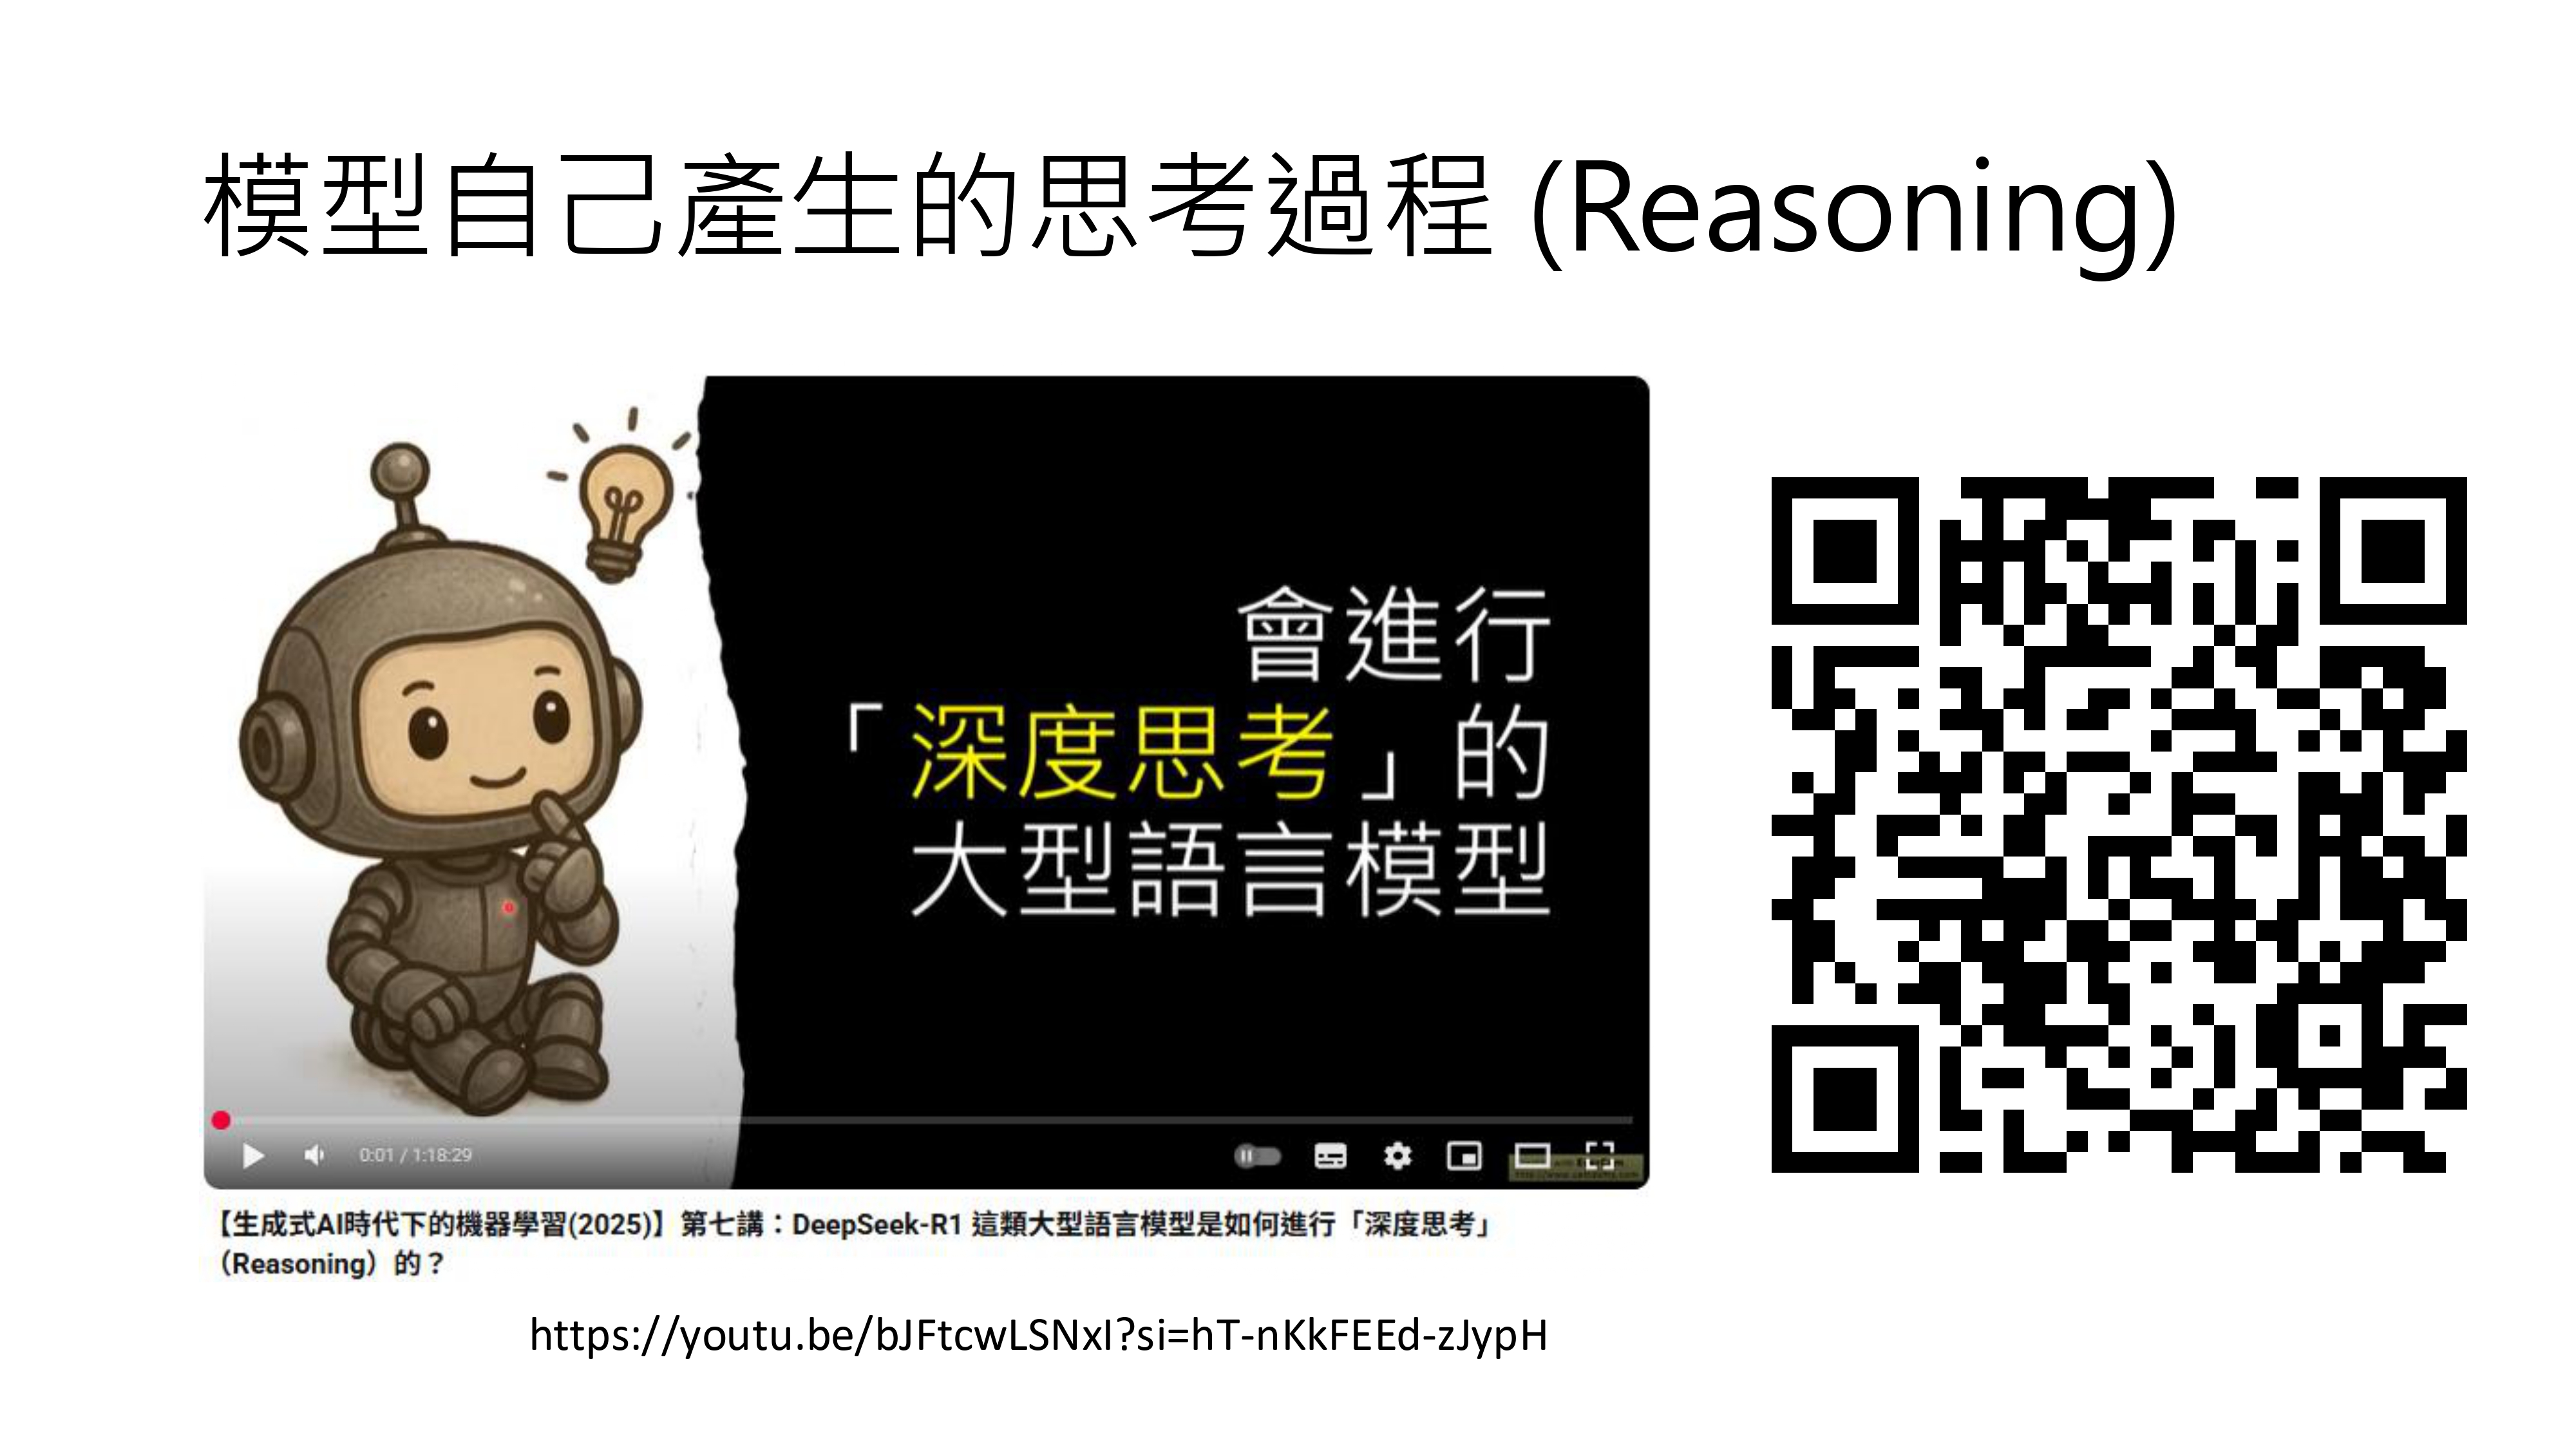 模型自己產生的思考過程 (Reasoning)
會進行
「深度思考」的
大型語言模型
0:01 / 1:18:29
【生成式AI時代下的機器學習(2025)】第七講：DeepSeek-R1 這類大型語言模型是如何進行「深度思考」
（Reasoning）的？
https://youtu.be/bJFtcwLSNxI?si=hT-nKkFEEd-zJypH